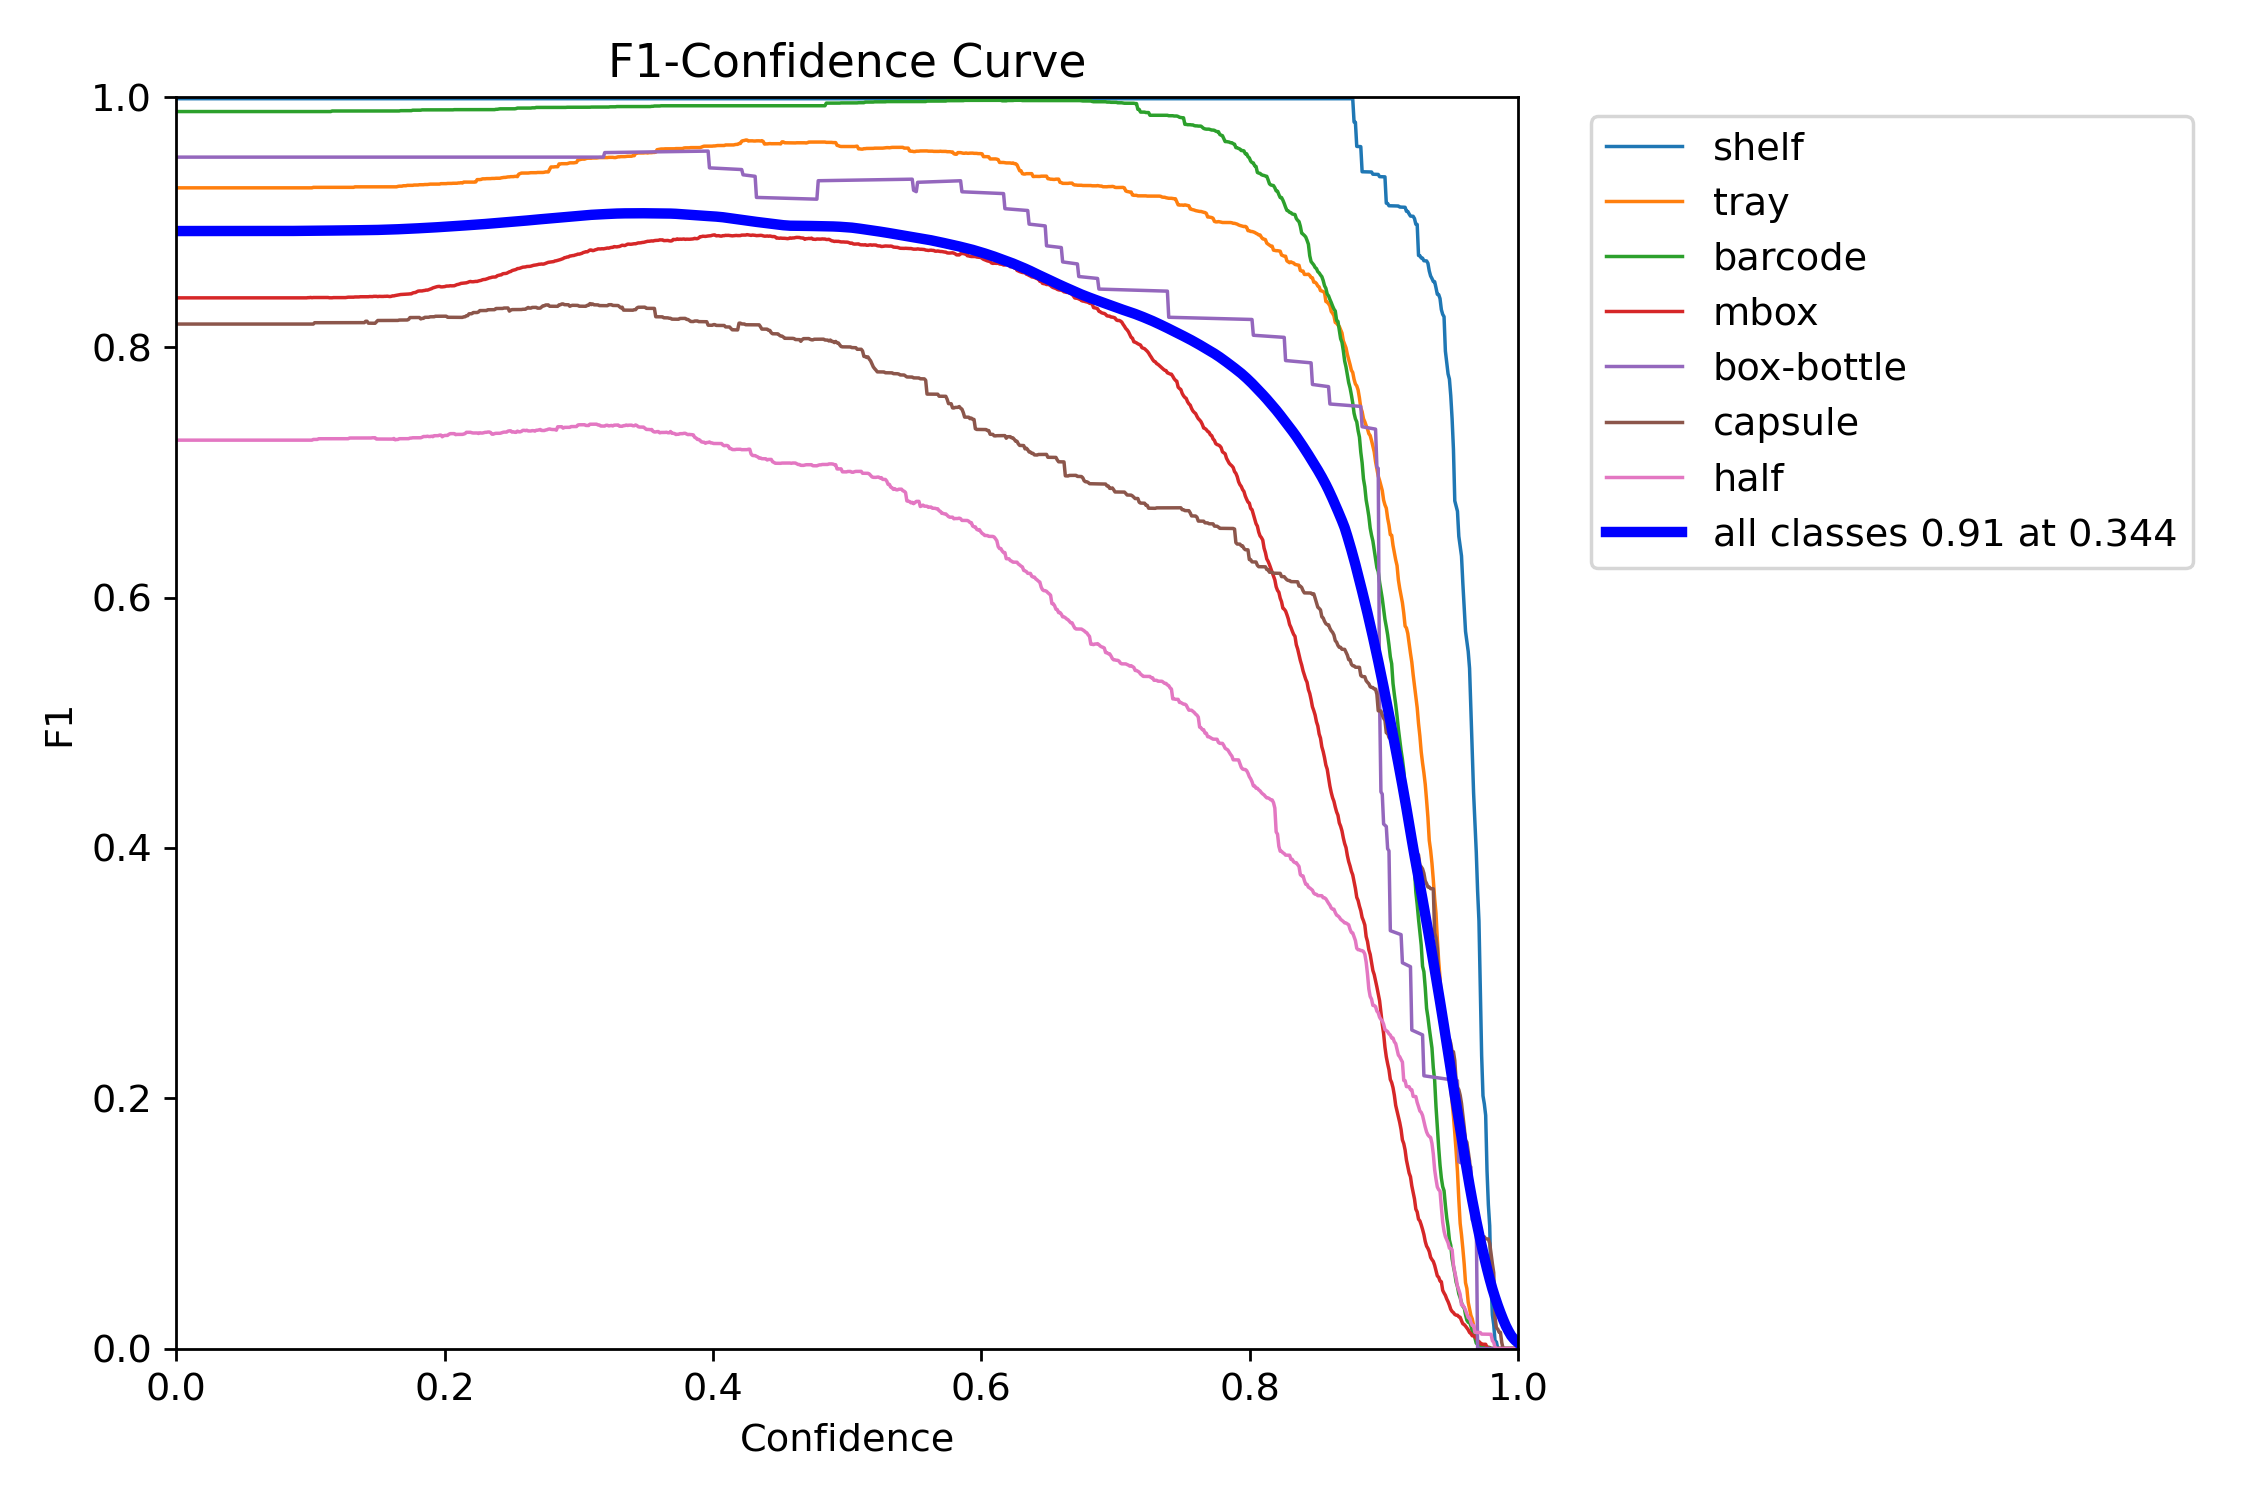 F1-Confidence Curve
1.0
0.8
0.6
0.4
0.2
0.0
F1
0.0 0.2 0.4 0.6 0.8 1.0
Confidence
shelf
tray
barcode
mbox
box-bottle
capsule
half
all classes 0.91 at 0.344